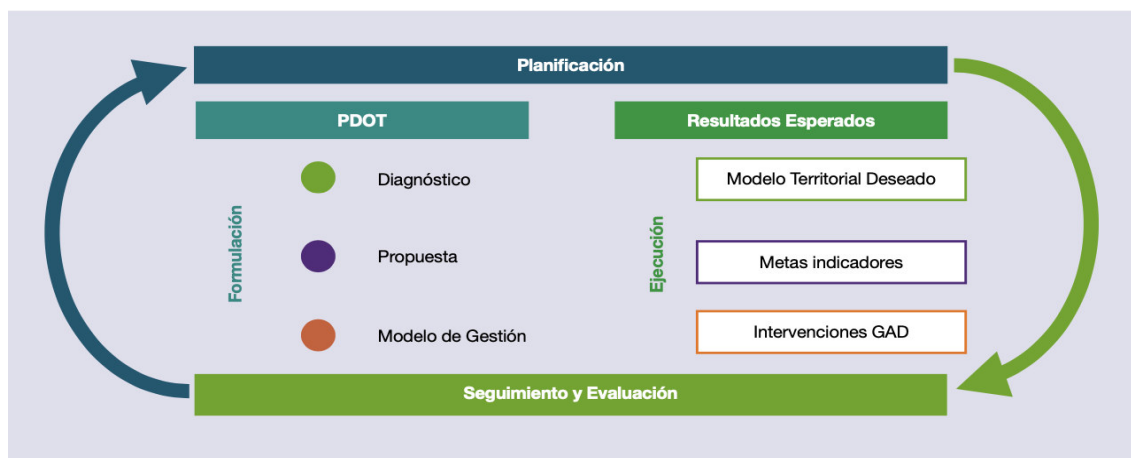 Planificación
PDOT
Resultados Esperados
Formulación
Diagnóstico
Propuesta
Modelo de Gestión
Ejecución
Modelo Territorial Deseado
Metas indicadores
Intervenciones GAD
Seguimiento y Evaluación